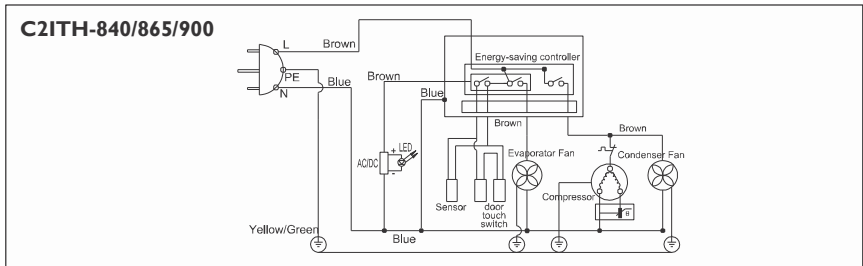 C2ITH-840/865/900
L
Brown
Energy-saving controller
PE
Brown
Blue
N
Blue
Brown
Brown
+ LED
AC/DC
-
Evaporator Fan
Condenser Fan
Compressor
Sensor
door
touch
switch
θ
Yellow/Green
Blue